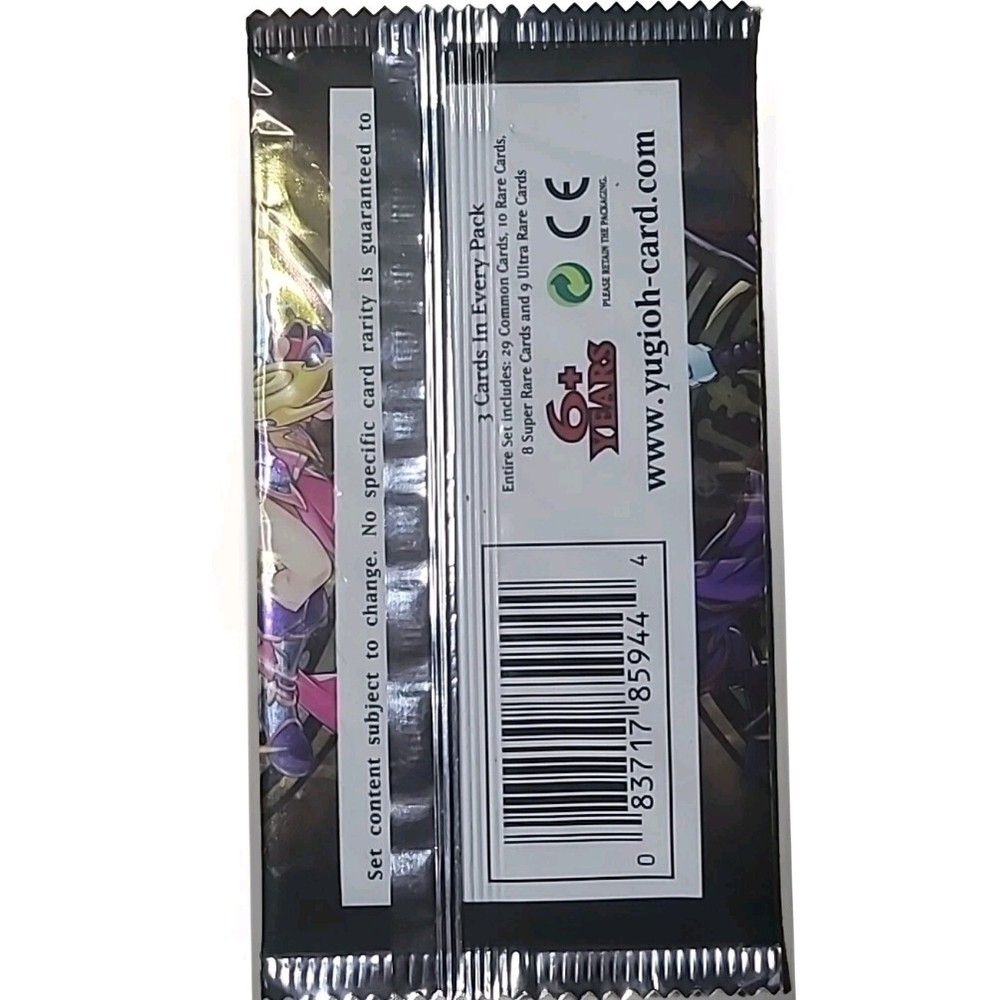 Set content subject to change. No specific card rarity is guaranteed to
3 Cards In Every Pack
Entire Set includes: 29 Common Cards, 10 Rare Cards,
8 Super Rare Cards and 9 Ultra Rare Cards
6+
YEARS
CE
PLEASE RETAIN THE PACKAGING.
www.yugioh-card.com
0 83717 85944 4